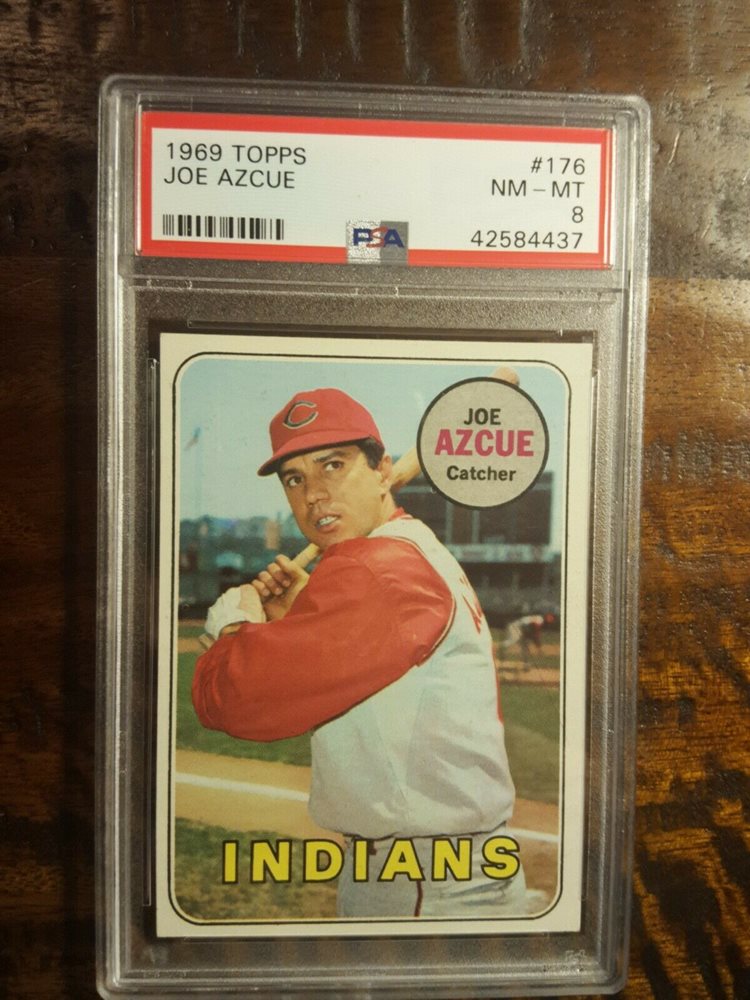 1969 TOPPS #176
JOE AZCUE NM - MT
8
PSA 42584437
C
JOE
AZCUE
Catcher
INDIANS